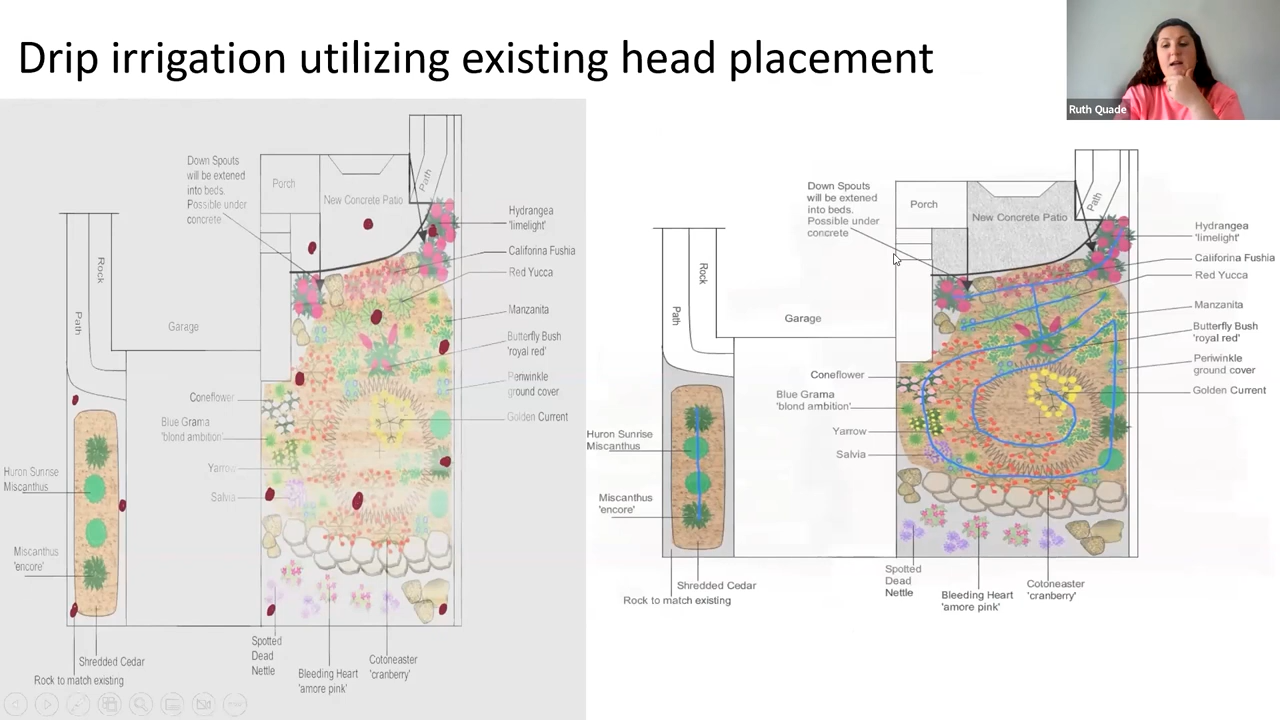 Drip irrigation utilizing existing head placement
Ruth Quade
Down Spouts
will be extened
into beds.
Possible under
concrete
Porch
New Concrete Patio
Path
Hydrangea
'limelight'
Califorina Fushia
Red Yucca
Manzanita
Butterfly Bush
'royal red'
Periwinkle
ground cover
Golden Current
Rock
Path
Garage
Coneflower
Blue Grama
'blond ambition'
Yarrow
Salvia
Huron Sunrise
Miscanthus
Miscanthus
'encore'
Shredded Cedar
Rock to match existing
Spotted
Dead
Nettle
Bleeding Heart
'amore pink'
Cotoneaster
'cranberry'
Down Spouts
will be extened
into beds.
Possible under
concrete
Porch
New Concrete Patio
Path
Hydrangea
'limelight'
Califorina Fushia
Red Yucca
Manzanita
Butterfly Bush
'royal red'
Periwinkle
ground cover
Golden Current
Rock
Path
Garage
Coneflower
Blue Grama
'blond ambition'
Yarrow
Salvia
Huron Sunrise
Miscanthus
Miscanthus
'encore'
Shredded Cedar
Rock to match existing
Spotted
Dead
Nettle
Bleeding Heart
'amore pink'
Cotoneaster
'cranberry'